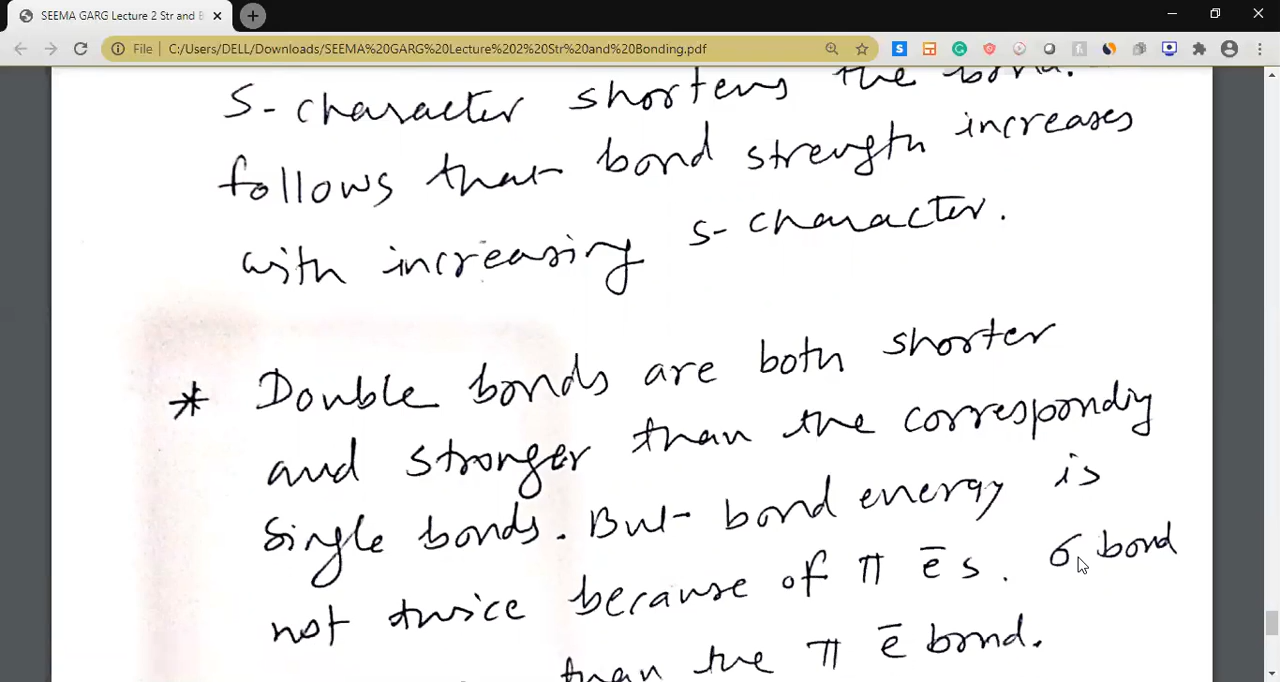 SEEMA GARG Lecture 2 Str and B
File C:/Users/DELL/Downloads/SEEMA%20GARG%20Lecture%202%20Str%20and%20Bonding.pdf
s-character shortens the bond.
follows that bond strength increases
with increasing s-character.
* Double bonds are both shorter
and stronger than the corresponding
single bonds. But bond energy is
not twice because of π ēs. σ bond
than the π ē bond.